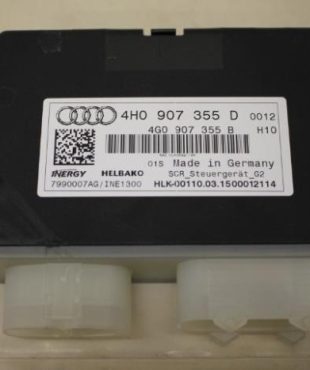 4H0 907 355 D 0012
4G0 907 355 B H10
01S Made in Germany
INERGY HELBAKO SCR_Steuergerät_G2
7990007AG/INE1300 HLK-00110.03.1500012114